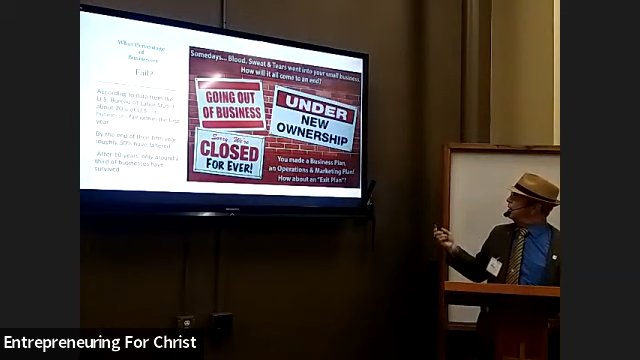 What Percentage
of
Businesses
Fail?
According to data from the
U.S. Bureau of Labor
about 20% of U.S.
fail within the first
year.
By the end of their fifth year,
roughly 50% have faltered.
After 10 years, only around a
third of businesses have
survived.
Somedays... Blood, Sweat & Tears went into your small business.
How will it all come to an end?
GOING OUT
OF BUSINESS
UNDER
NEW
OWNERSHIP
Sorry, We're
CLOSED
FOR EVER!
You made a Business Plan,
an Operations & Marketing Plan!
How about an "Exit Plan"!
Entrepreneuring For Christ